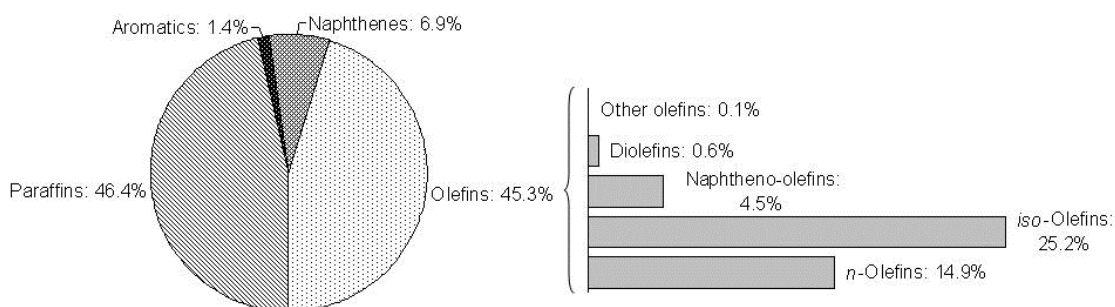 Aromatics: 1.4%
Naphthenes: 6.9%
Paraffins: 46.4%
Olefins: 45.3%
Other olefins: 0.1%
Diolefins: 0.6%
Naphtheno-olefins:
4.5%
iso-Olefins:
25.2%
n-Olefins: 14.9%